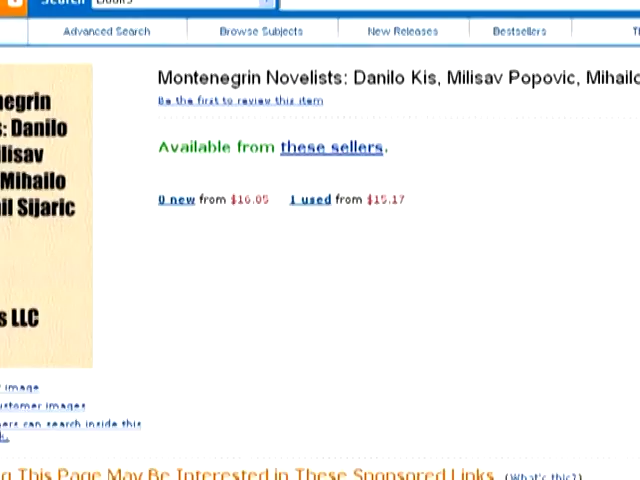 Search Books
Advanced Search Browse Subjects New Releases Bestsellers
Montenegrin Novelists: Danilo Kis, Milisav Popovic, Mihailo
Be the first to review this item
Available from these sellers.
0 new from $16.05 1 used from $15.17
negrin
s: Danilo
lisav
Mihailo
il Sijaric
s LLC
image
customer images
ers can search inside this
g This Page May Be Interested in These Sponsored Links (What's this?)